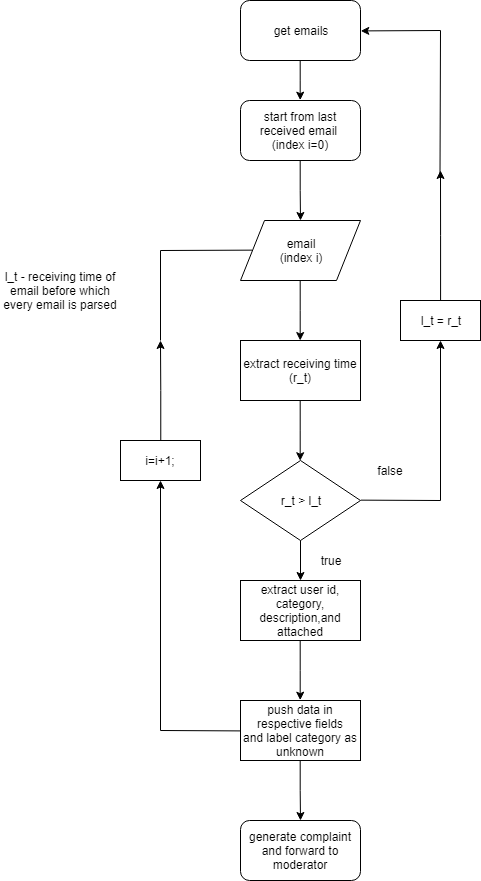 get emails
start from last
received email
(index i=0)
email
(index i)
l_t - receiving time of
email before which
every email is parsed
l_t = r_t
extract receiving time
(r_t)
i=i+1;
false
r_t > l_t
true
extract user id,
category,
description,and
attached
push data in
respective fields
and label category as
unknown
generate complaint
and forward to
moderator